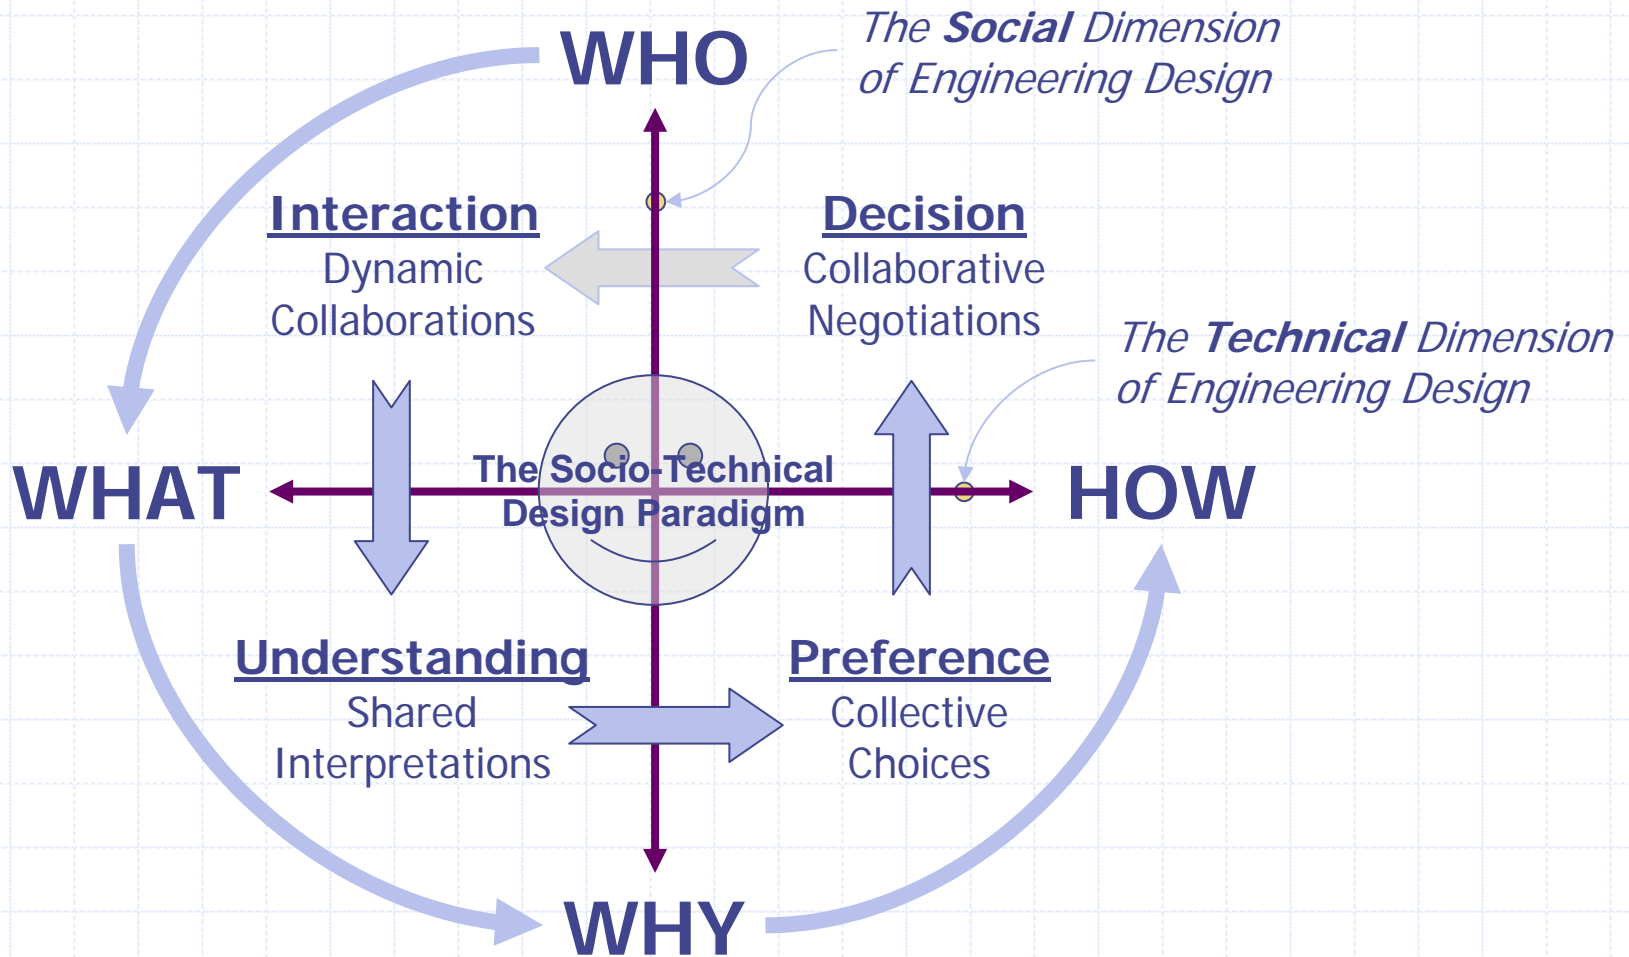 WHO
The Social Dimension
of Engineering Design
Interaction
Dynamic
Collaborations
Decision
Collaborative
Negotiations
The Technical Dimension
of Engineering Design
WHAT
The Socio-Technical
Design Paradigm
HOW
Understanding
Shared
Interpretations
Preference
Collective
Choices
WHY